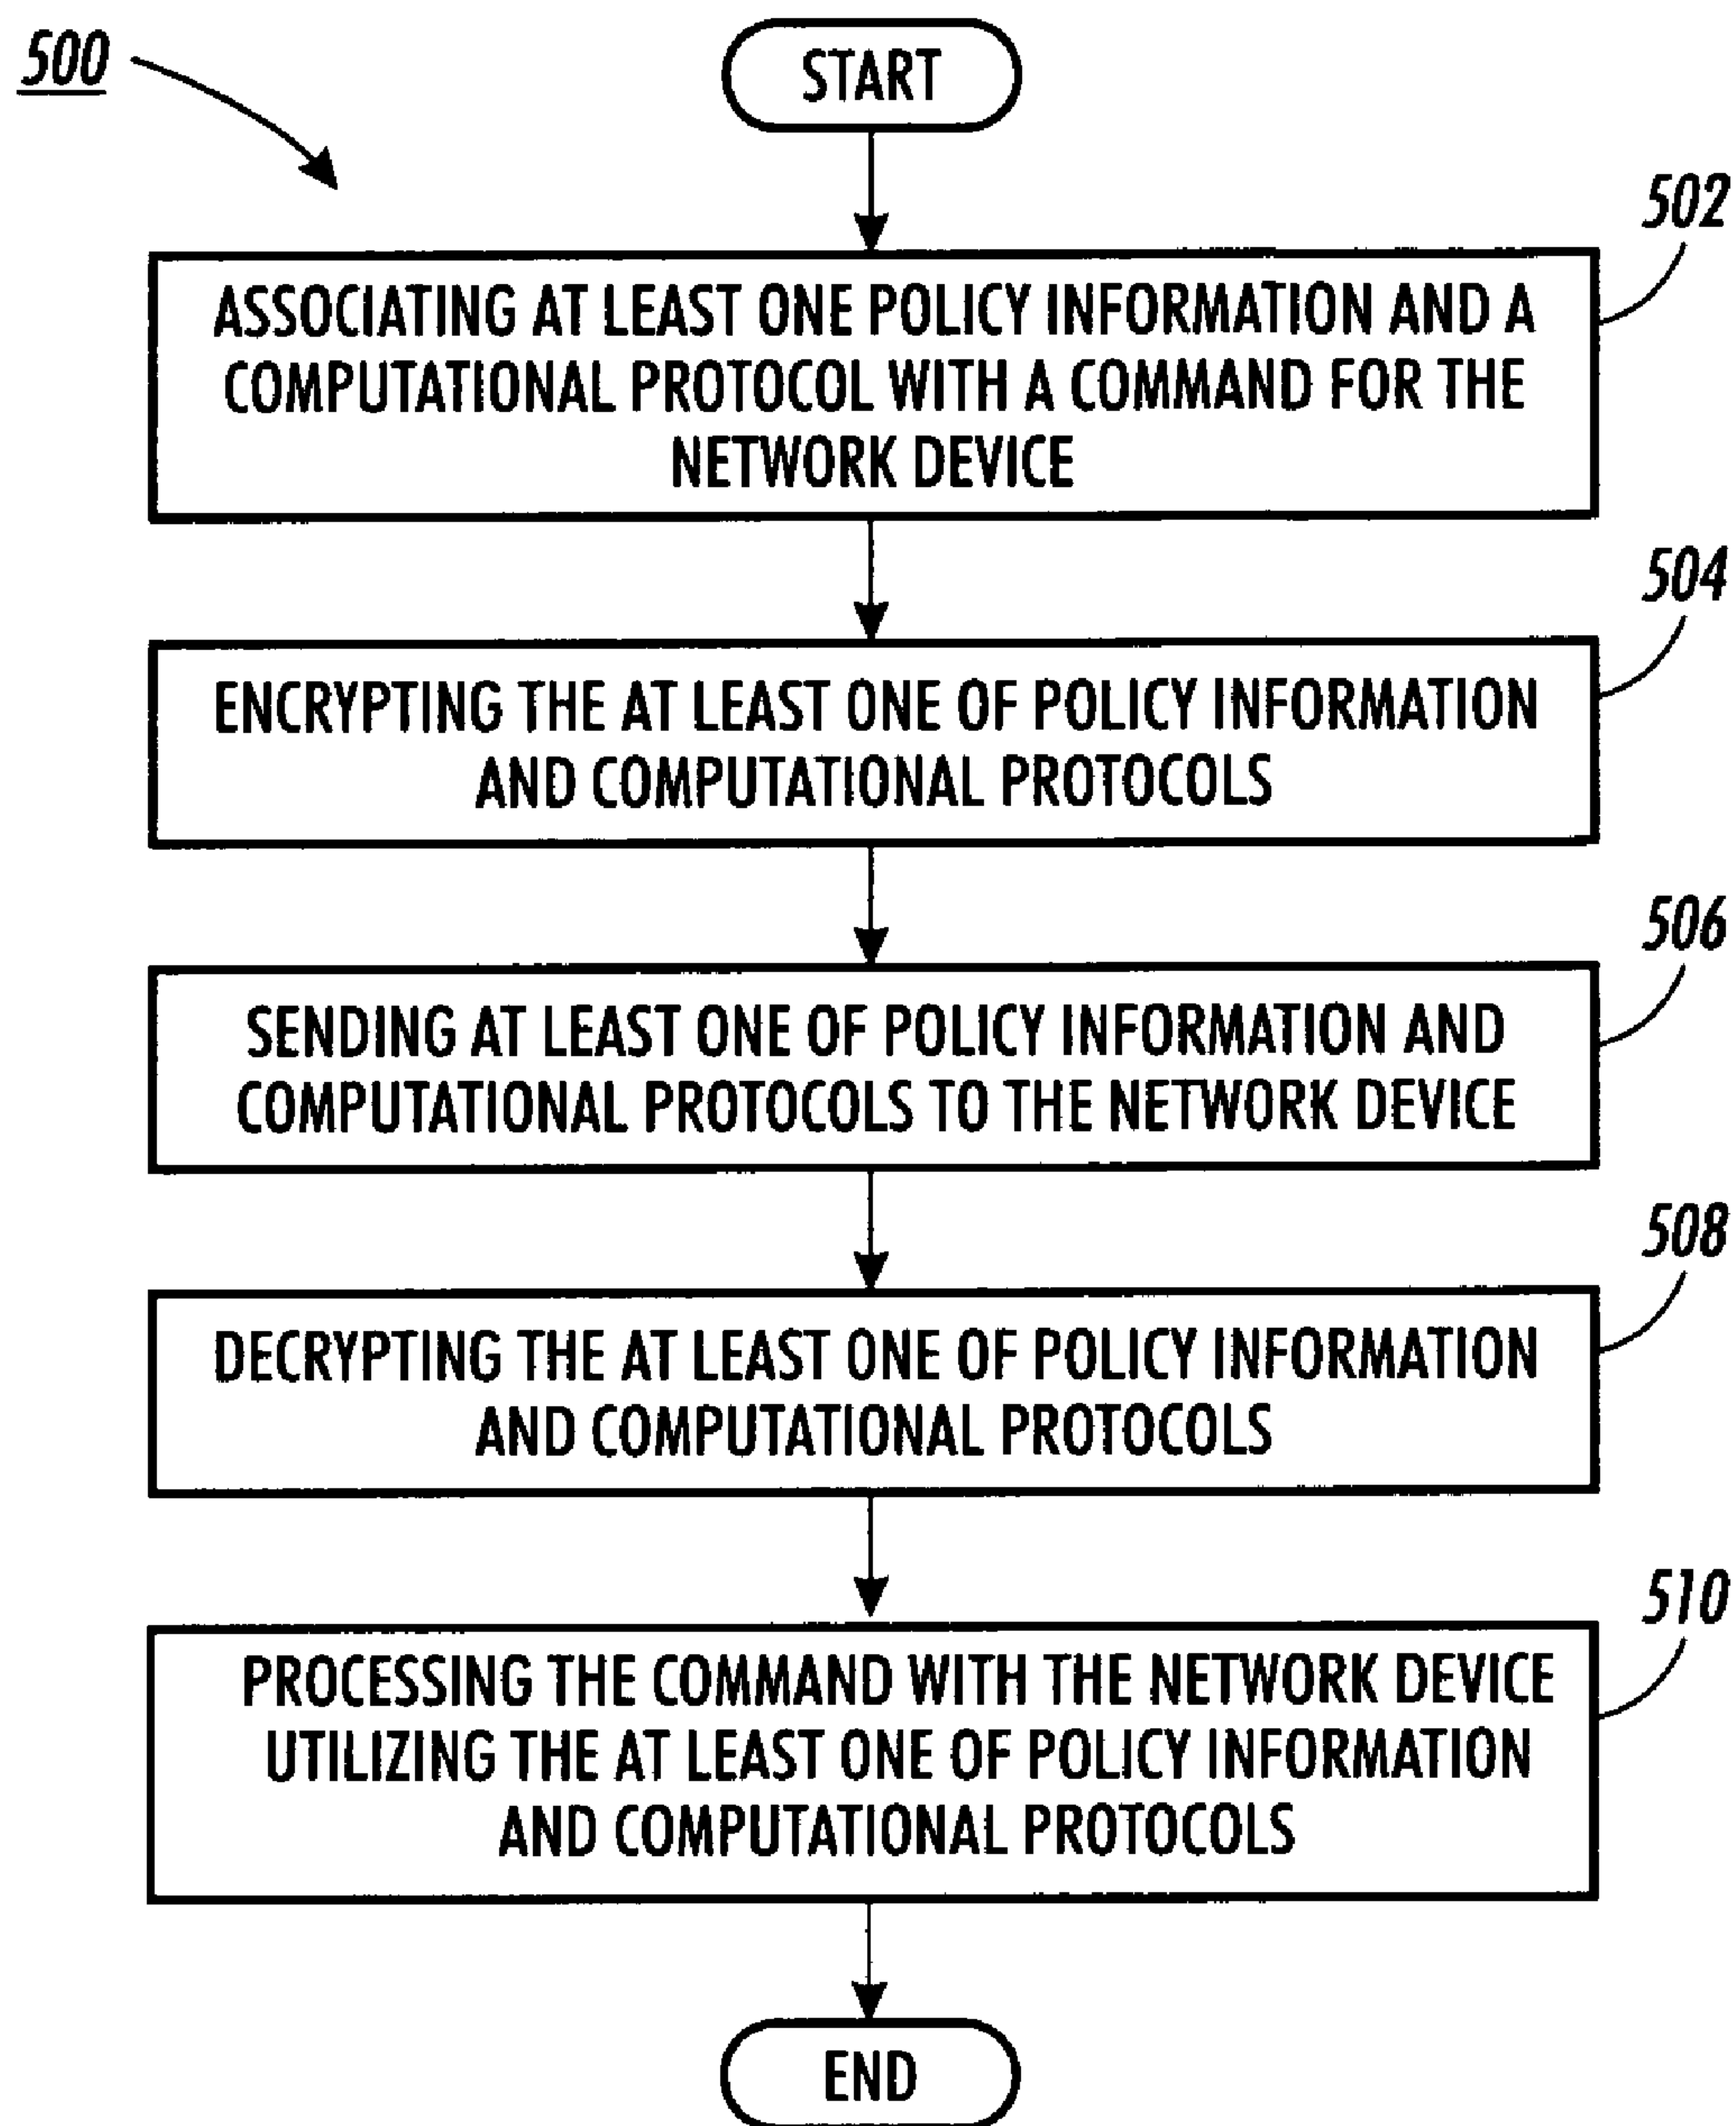 500
START
502
ASSOCIATING AT LEAST ONE POLICY INFORMATION AND A
COMPUTATIONAL PROTOCOL WITH A COMMAND FOR THE
NETWORK DEVICE
504
ENCRYPTING THE AT LEAST ONE OF POLICY INFORMATION
AND COMPUTATIONAL PROTOCOLS
506
SENDING AT LEAST ONE OF POLICY INFORMATION AND
COMPUTATIONAL PROTOCOLS TO THE NETWORK DEVICE
508
DECRYPTING THE AT LEAST ONE OF POLICY INFORMATION
AND COMPUTATIONAL PROTOCOLS
510
PROCESSING THE COMMAND WITH THE NETWORK DEVICE
UTILIZING THE AT LEAST ONE OF POLICY INFORMATION
AND COMPUTATIONAL PROTOCOLS
END